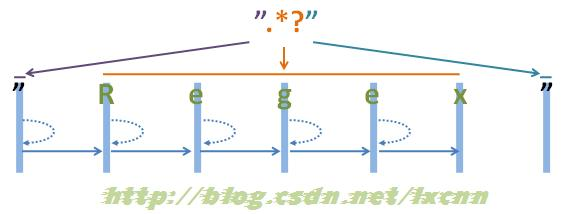 ”.*?”
” R e g e x ”
http://blog.csdn.net/lxcnn